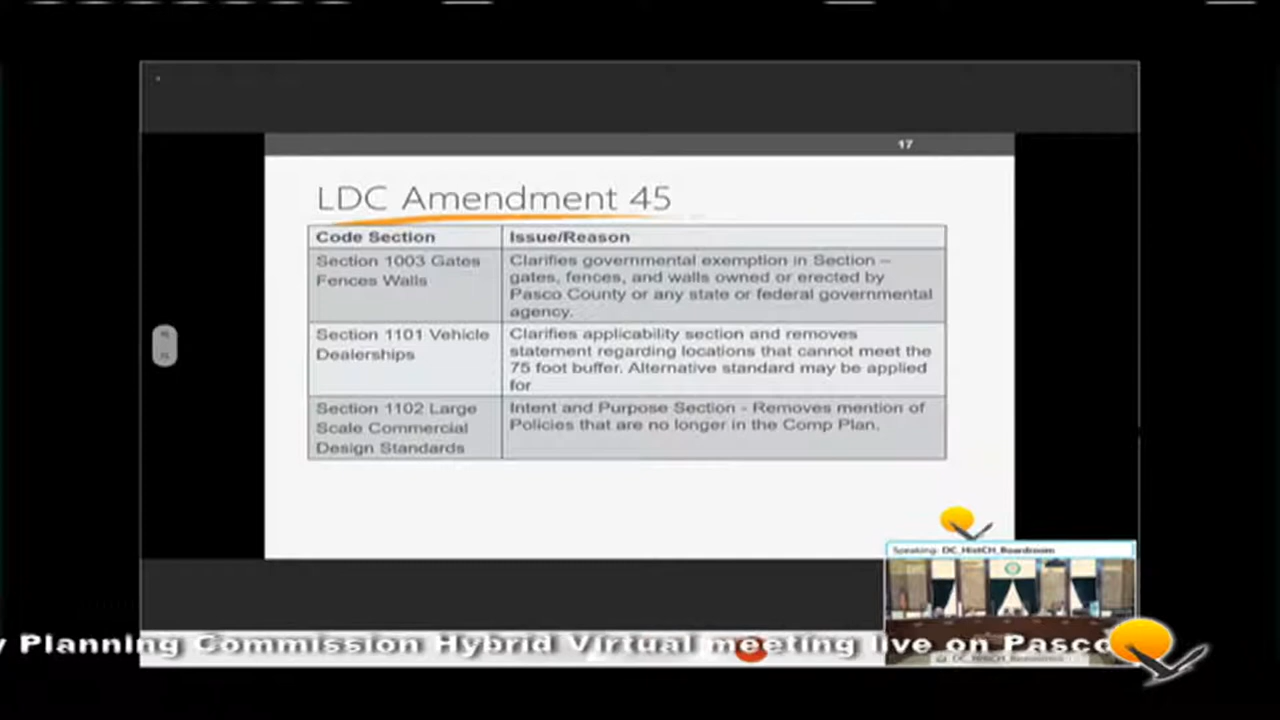 17
LDC Amendment 45
Code Section
Issue/Reason
Section 1003 Gates
Fences Walls
Clarifies governmental exemption in Section –
gates, fences, and walls owned or erected by
Pasco County or any state or federal governmental
agency.
Section 1101 Vehicle
Dealerships
Clarifies applicability section and removes
statement regarding locations that cannot meet the
75 foot buffer. Alternative standard may be applied
for
Section 1102 Large
Scale Commercial
Design Standards
Intent and Purpose Section - Removes mention of
Policies that are no longer in the Comp Plan.
Speaking: DC_HistCH_Boardroom
y Planning Commission Hybrid Virtual meeting live on Pasco